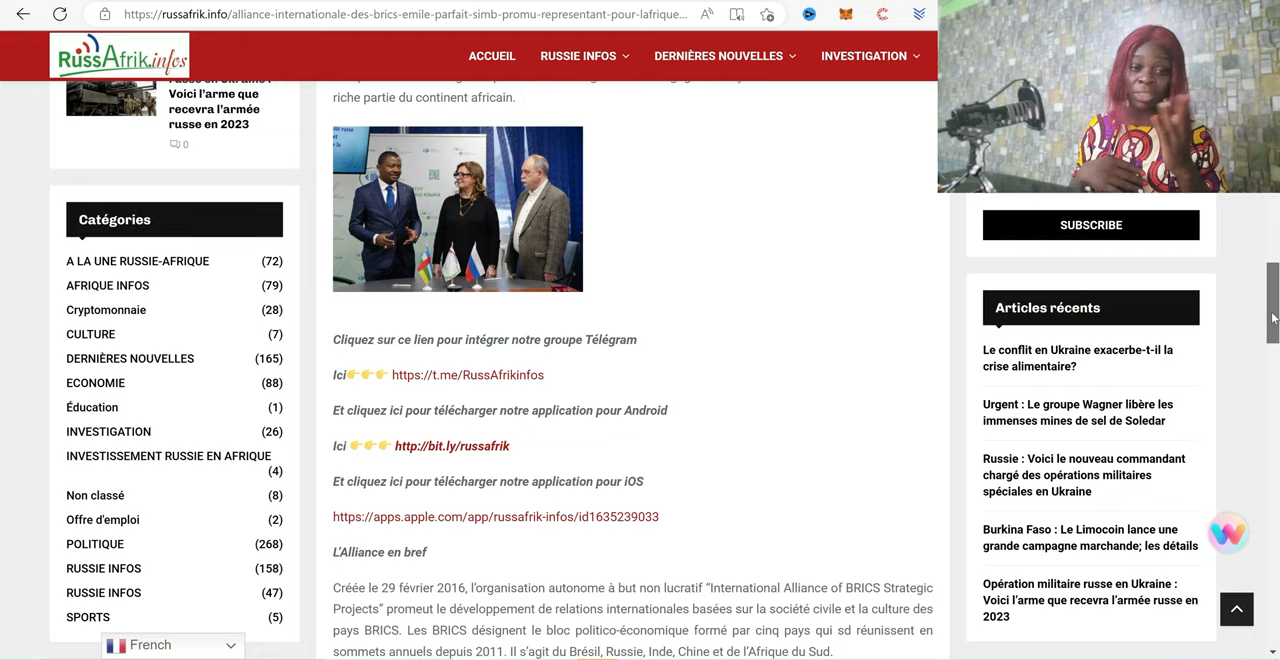 https://russafrik.info/alliance-internationale-des-brics-emile-parfait-simb-promu-representant-pour-lafrique...
RussAfrik.infos
ACCUEIL
RUSSIE INFOS
DERNIÈRES NOUVELLES
INVESTIGATION
Voici l'arme que
recevra l'armée
russe en 2023
0
Catégories
A LA UNE RUSSIE-AFRIQUE (72)
AFRIQUE INFOS (79)
Cryptomonnaie (28)
CULTURE (7)
DERNIÈRES NOUVELLES (165)
ECONOMIE (88)
Éducation (1)
INVESTIGATION (26)
INVESTISSEMENT RUSSIE EN AFRIQUE
(4)
Non classé (8)
Offre d'emploi (2)
POLITIQUE (268)
RUSSIE INFOS (158)
RUSSIE INFOS (47)
SPORTS (5)
French
riche partie du continent africain.
Cliquez sur ce lien pour intégrer notre groupe Télégram
Ici👉👉👉 https://t.me/RussAfrikinfos
Et cliquez ici pour télécharger notre application pour Android
Ici 👉👉👉 http://bit.ly/russafrik
Et cliquez ici pour télécharger notre application pour iOS
https://apps.apple.com/app/russafrik-infos/id1635239033
L'Alliance en bref
Créée le 29 février 2016, l'organisation autonome à but non lucratif "International Alliance of BRICS Strategic
Projects" promeut le développement de relations internationales basées sur la société civile et la culture des
pays BRICS. Les BRICS désignent le bloc politico-économique formé par cinq pays qui sd réunissent en
sommets annuels depuis 2011. Il s'agit du Brésil, Russie, Inde, Chine et de l'Afrique du Sud.
SUBSCRIBE
Articles récents
Le conflit en Ukraine exacerbe-t-il la
crise alimentaire?
Urgent : Le groupe Wagner libère les
immenses mines de sel de Soledar
Russie : Voici le nouveau commandant
chargé des opérations militaires
spéciales en Ukraine
Burkina Faso : Le Limocoin lance une
grande campagne marchande; les détails
Opération militaire russe en Ukraine :
Voici l'arme que recevra l'armée russe en
2023